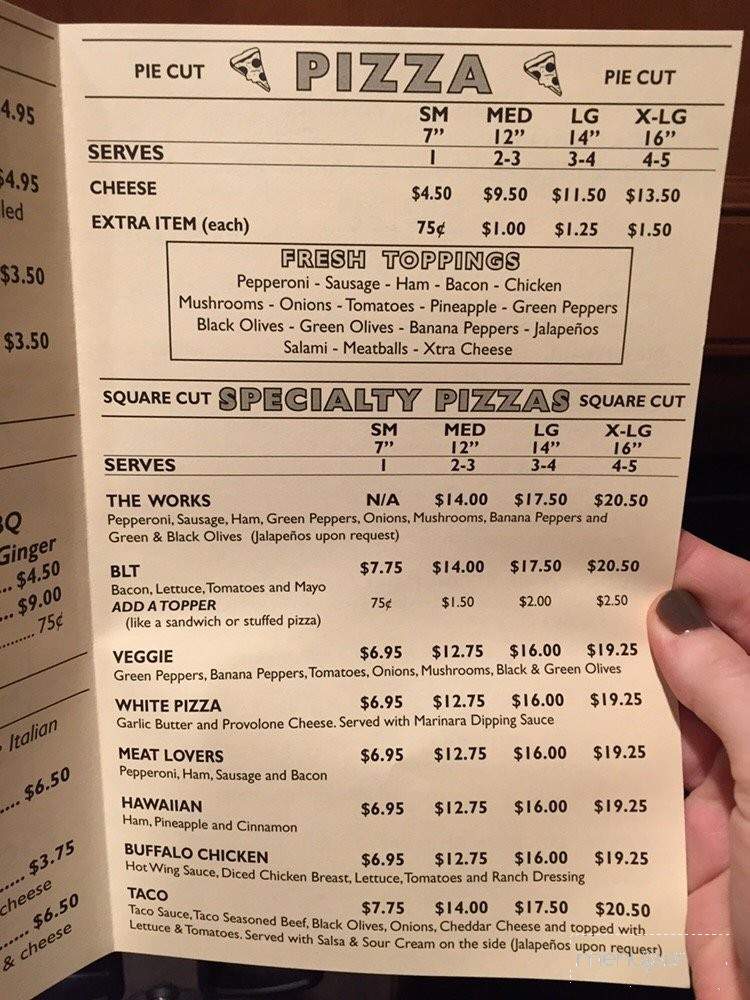 4.95
$4.95
led
$3.50
$3.50
BQ
Ginger
... $4.50
... $9.00
......... 75¢
Italian
.... $6.50
..... $3.75
cheese
...... $6.50
& cheese
PIE CUT PIZZA PIE CUT
SM MED LG X-LG
7" 12" 14" 16"
SERVES 1 2-3 3-4 4-5
CHEESE $4.50 $9.50 $11.50 $13.50
EXTRA ITEM (each) 75¢ $1.00 $1.25 $1.50
FRESH TOPPINGS
Pepperoni - Sausage - Ham - Bacon - Chicken
Mushrooms - Onions - Tomatoes - Pineapple - Green Peppers
Black Olives - Green Olives - Banana Peppers - Jalapeños
Salami - Meatballs - Xtra Cheese
SQUARE CUT SPECIALTY PIZZAS SQUARE CUT
SM MED LG X-LG
7" 12" 14" 16"
SERVES 1 2-3 3-4 4-5
THE WORKS N/A $14.00 $17.50 $20.50
Pepperoni, Sausage, Ham, Green Peppers, Onions, Mushrooms, Banana Peppers and
Green & Black Olives (Jalapeños upon request)
BLT $7.75 $14.00 $17.50 $20.50
Bacon, Lettuce, Tomatoes and Mayo
ADD A TOPPER 75¢ $1.50 $2.00 $2.50
(like a sandwich or stuffed pizza)
VEGGIE $6.95 $12.75 $16.00 $19.25
Green Peppers, Banana Peppers, Tomatoes, Onions, Mushrooms, Black & Green Olives
WHITE PIZZA $6.95 $12.75 $16.00 $19.25
Garlic Butter and Provolone Cheese. Served with Marinara Dipping Sauce
MEAT LOVERS $6.95 $12.75 $16.00 $19.25
Pepperoni, Ham, Sausage and Bacon
HAWAIIAN $6.95 $12.75 $16.00 $19.25
Ham, Pineapple and Cinnamon
BUFFALO CHICKEN $6.95 $12.75 $16.00 $19.25
Hot Wing Sauce, Diced Chicken Breast, Lettuce, Tomatoes and Ranch Dressing
TACO $7.75 $14.00 $17.50 $20.50
Taco Sauce, Taco Seasoned Beef, Black Olives, Onions, Cheddar Cheese and topped with
Lettuce & Tomatoes. Served with Salsa & Sour Cream on the side (Jalapeños upon request)